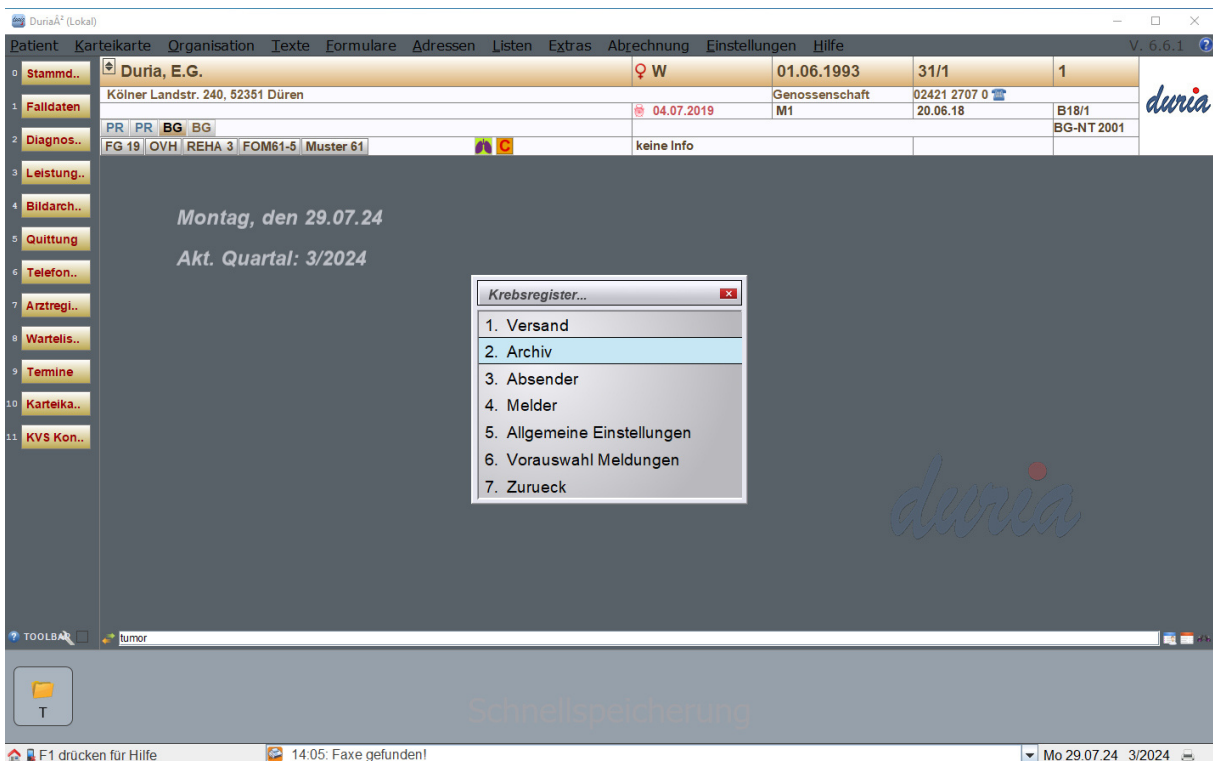 DuriaÂ² (Lokal)
Patient Karteikarte Organisation Texte Formulare Adressen Listen Extras Abrechnung Einstellungen Hilfe V. 6.6.1
0 Stammd..
1 Falldaten
2 Diagnos..
3 Leistung..
4 Bildarch..
5 Quittung
6 Telefon..
7 Arztregi..
8 Wartelis..
9 Termine
10 Karteika..
11 KVS Kon..
Duria, E.G. W 01.06.1993 31/1 1
Kölner Landstr. 240, 52351 Düren Genossenschaft 02421 2707 0
04.07.2019 M1 20.06.18 B18/1
PR PR BG BG BG-NT 2001
FG 19 OVH REHA 3 FOM61-5 Muster 61 C keine Info
duria
Montag, den 29.07.24
Akt. Quartal: 3/2024
Krebsregister...
1. Versand
2. Archiv
3. Absender
4. Melder
5. Allgemeine Einstellungen
6. Vorauswahl Meldungen
7. Zurueck
duria
TOOLBAR tumor
T
Schnellspeicherung
F1 drücken für Hilfe 14:05: Faxe gefunden! Mo 29.07.24 3/2024